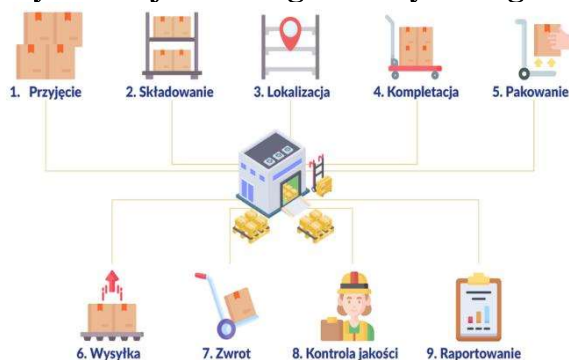 1. Przyjęcie
2. Składowanie
3. Lokalizacja
4. Kompletacja
5. Pakowanie
6. Wysyłka
7. Zwrot
8. Kontrola jakości
9. Raportowanie